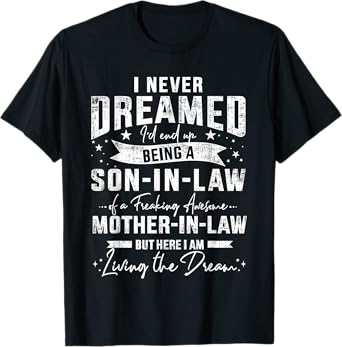 I NEVER
DREAMED
I'd end up
BEING A
SON-IN-LAW
of a Freaking Awesome
MOTHER-IN-LAW
BUT HERE I AM
Living the Dream